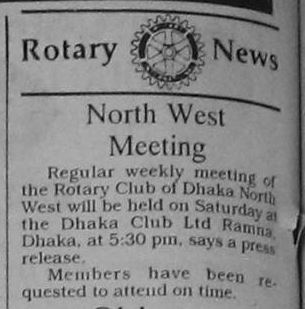 Rotary News
North West
Meeting
Regular weekly meeting of
the Rotary Club of Dhaka North
West will be held on Saturday at
the Dhaka Club Ltd Ramna,
Dhaka, at 5:30 pm, says a press
release.
Members have been re-
quested to attend on time.